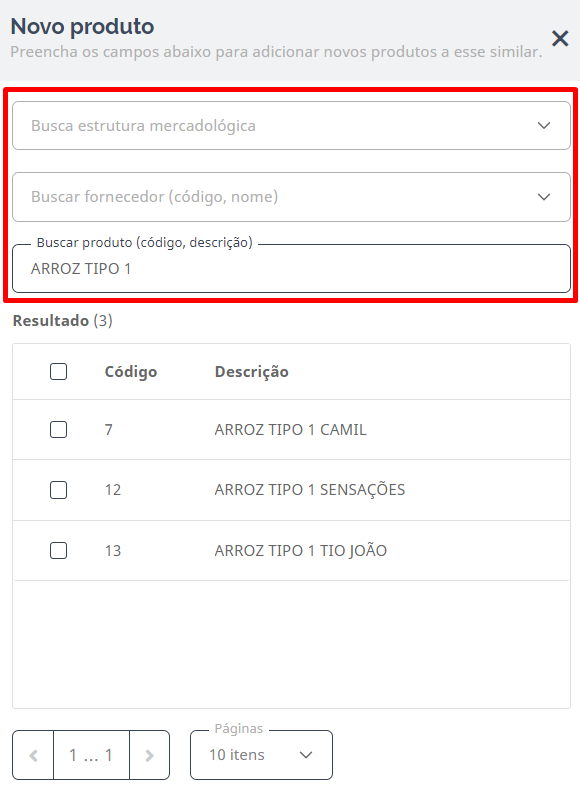 Novo produto
Preencha os campos abaixo para adicionar novos produtos a esse similar.
Busca estrutura mercadológica
Buscar fornecedor (código, nome)
Buscar produto (código, descrição)
ARROZ TIPO 1
Resultado (3)
Código Descrição
7 ARROZ TIPO 1 CAMIL
12 ARROZ TIPO 1 SENSAÇÕES
13 ARROZ TIPO 1 TIO JOÃO
Páginas
1 ... 1 10 itens